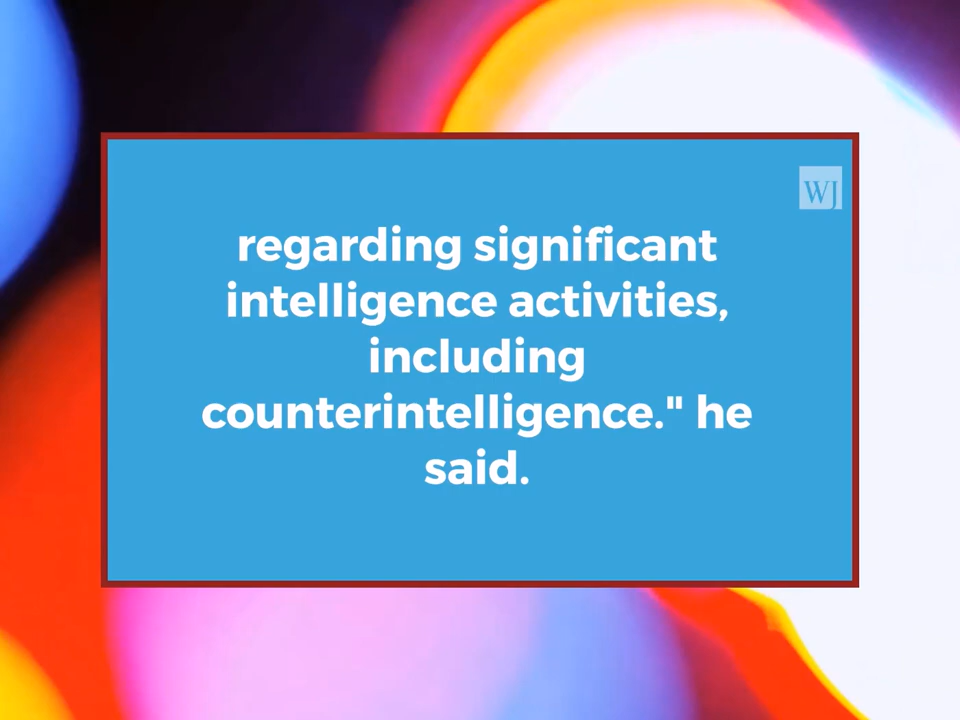 WJ
regarding significant
intelligence activities,
including
counterintelligence." he
said.